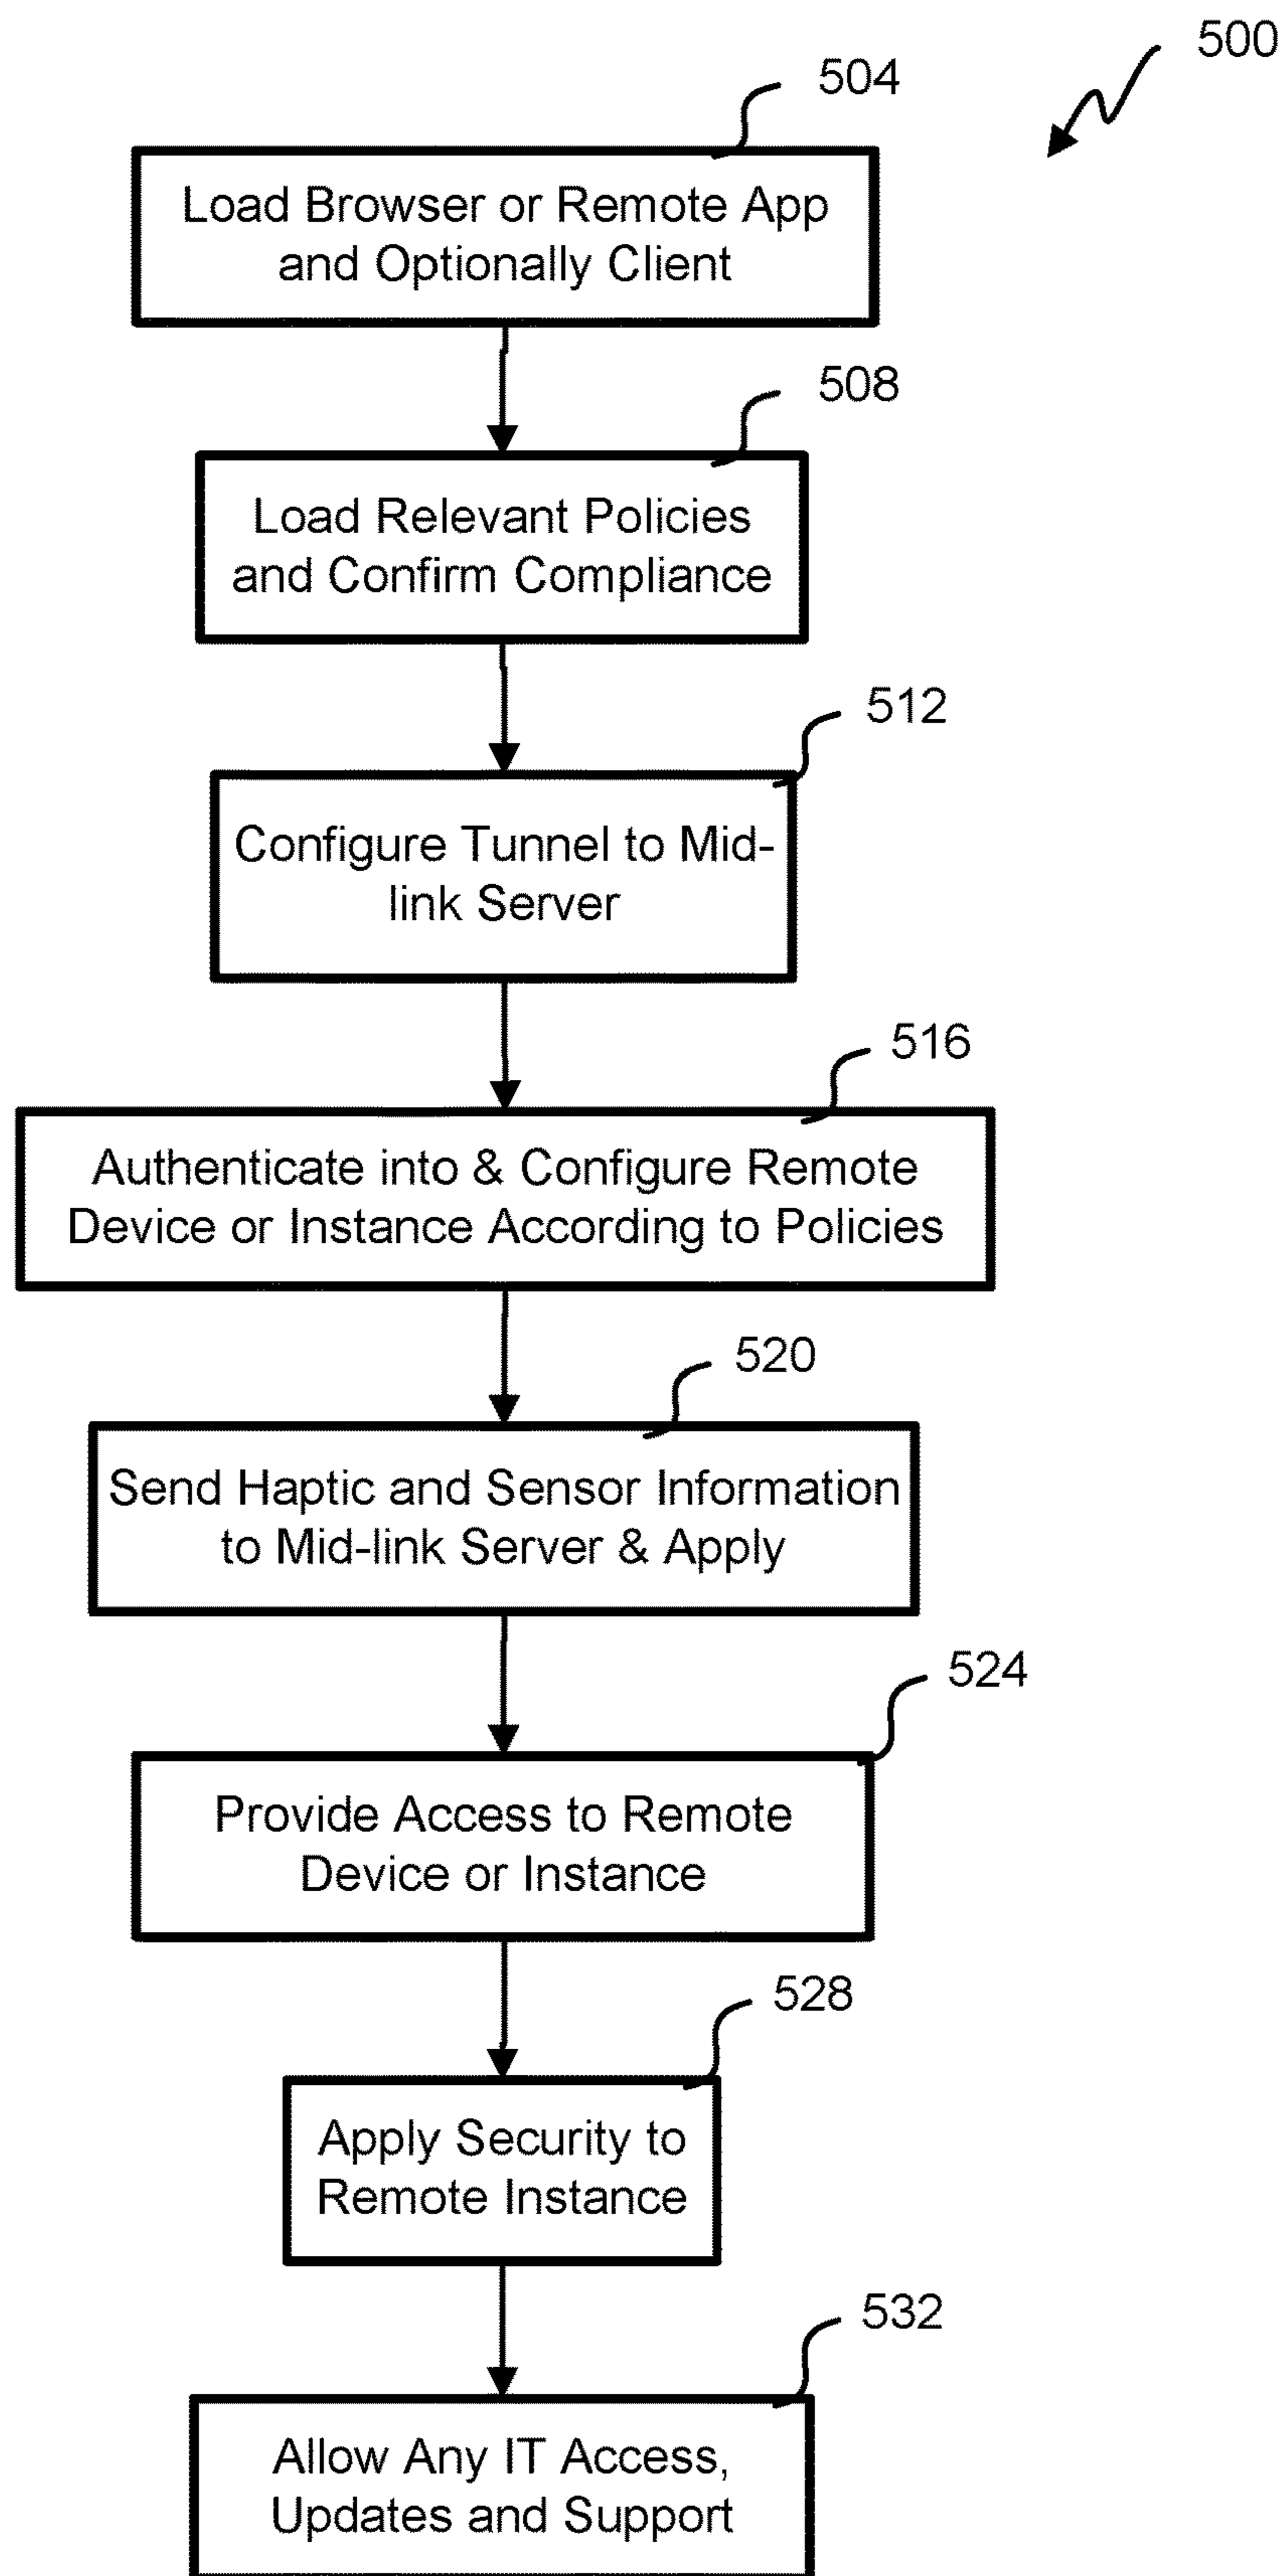 500
504
Load Browser or Remote App
and Optionally Client
508
Load Relevant Policies
and Confirm Compliance
512
Configure Tunnel to Mid-
link Server
516
Authenticate into & Configure Remote
Device or Instance According to Policies
520
Send Haptic and Sensor Information
to Mid-link Server & Apply
524
Provide Access to Remote
Device or Instance
528
Apply Security to
Remote Instance
532
Allow Any IT Access,
Updates and Support